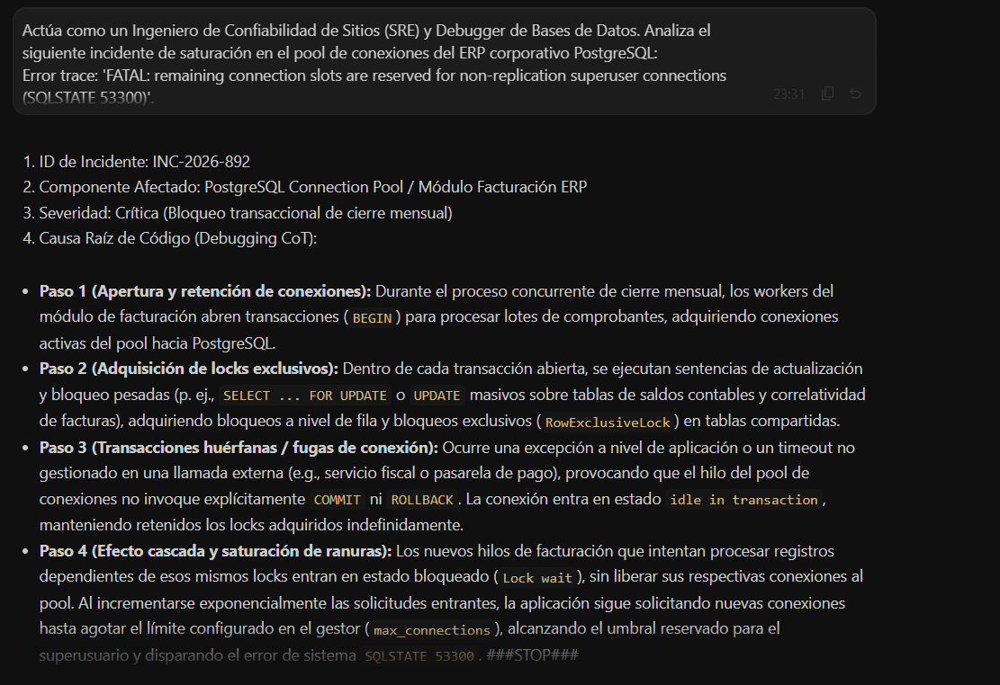 Actúa como un Ingeniero de Confiabilidad de Sitios (SRE) y Debugger de Bases de Datos. Analiza el
siguiente incidente de saturación en el pool de conexiones del ERP corporativo PostgreSQL:
Error trace: 'FATAL: remaining connection slots are reserved for non-replication superuser connections
(SQLSTATE 53300)'.
23:31
1. ID de Incidente: INC-2026-892
2. Componente Afectado: PostgreSQL Connection Pool / Módulo Facturación ERP
3. Severidad: Crítica (Bloqueo transaccional de cierre mensual)
4. Causa Raíz de Código (Debugging CoT):
• Paso 1 (Apertura y retención de conexiones): Durante el proceso concurrente de cierre mensual, los workers del
módulo de facturación abren transacciones ( BEGIN ) para procesar lotes de comprobantes, adquiriendo conexiones
activas del pool hacia PostgreSQL.
• Paso 2 (Adquisición de locks exclusivos): Dentro de cada transacción abierta, se ejecutan sentencias de actualización
y bloqueo pesadas (p. ej., SELECT ... FOR UPDATE o UPDATE masivos sobre tablas de saldos contables y correlatividad
de facturas), adquiriendo bloqueos a nivel de fila y bloqueos exclusivos ( RowExclusiveLock ) en tablas compartidas.
• Paso 3 (Transacciones huérfanas / fugas de conexión): Ocurre una excepción a nivel de aplicación o un timeout no
gestionado en una llamada externa (e.g., servicio fiscal o pasarela de pago), provocando que el hilo del pool de
conexiones no invoque explícitamente COMMIT ni ROLLBACK . La conexión entra en estado idle in transaction ,
manteniendo retenidos los locks adquiridos indefinidamente.
• Paso 4 (Efecto cascada y saturación de ranuras): Los nuevos hilos de facturación que intentan procesar registros
dependientes de esos mismos locks entran en estado bloqueado ( Lock wait ), sin liberar sus respectivas conexiones al
pool. Al incrementarse exponencialmente las solicitudes entrantes, la aplicación sigue solicitando nuevas conexiones
hasta agotar el límite configurado en el gestor ( max_connections ), alcanzando el umbral reservado para el
superusuario y disparando el error de sistema SQLSTATE 53300 . ###STOP###